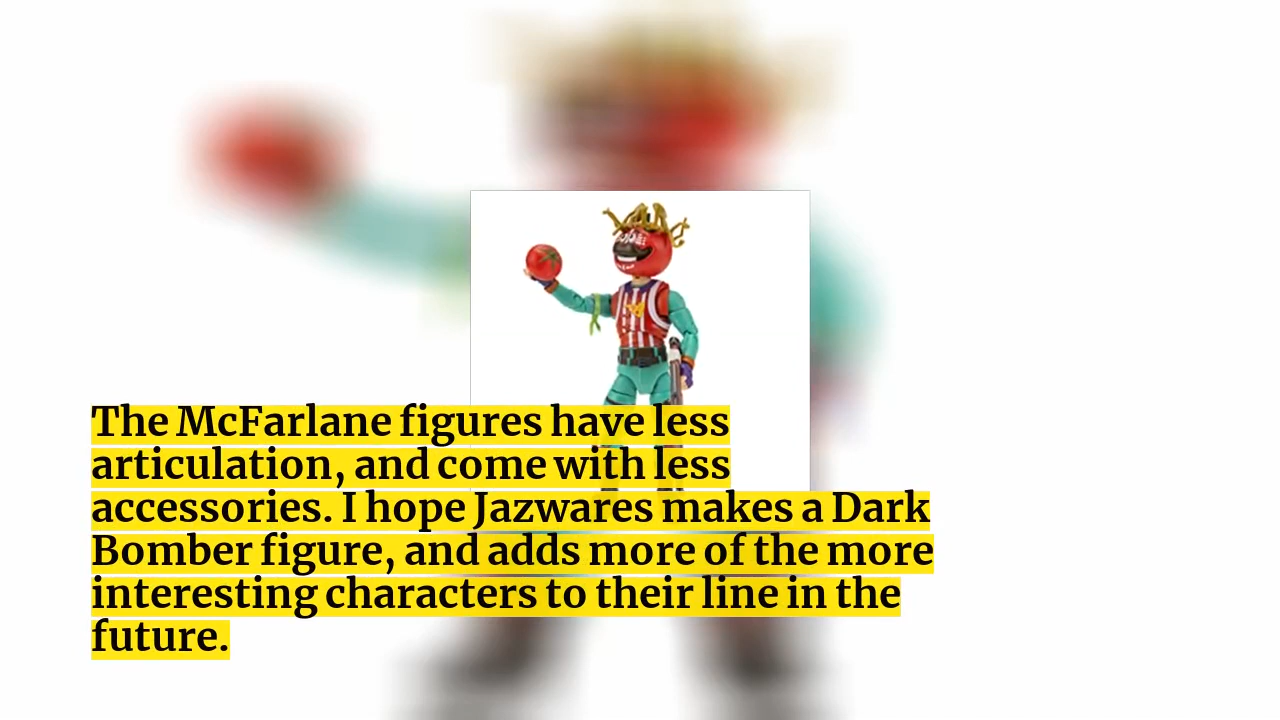 The McFarlane figures have less
articulation, and come with less
accessories. I hope Jazwares makes a Dark
Bomber figure, and adds more of the more
interesting characters to their line in the
future.